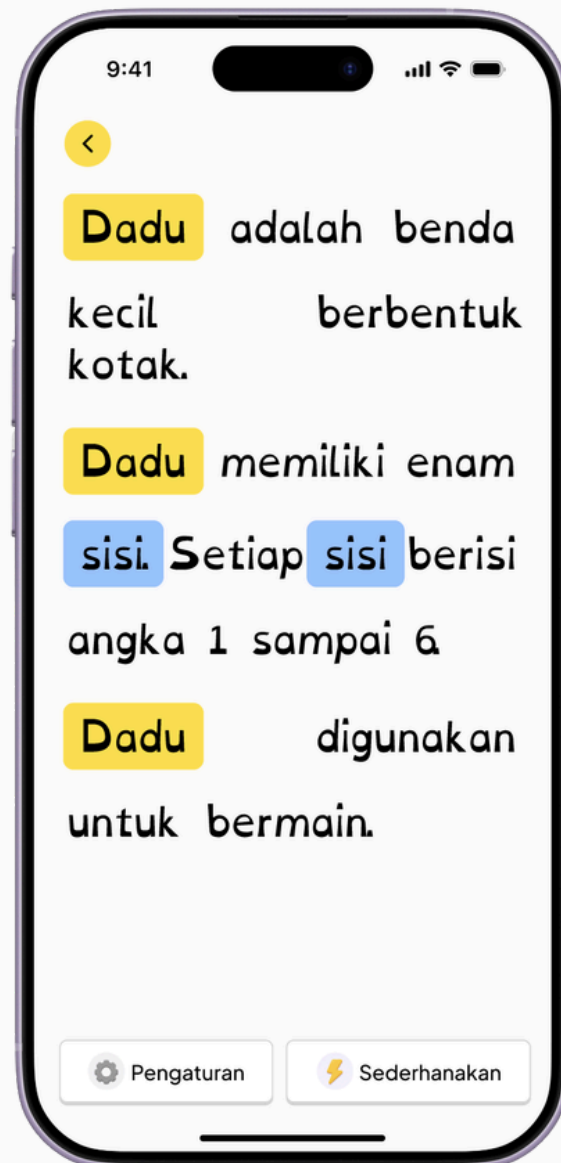 9:41
Dadu adalah benda
kecil berbentuk
kotak.
Dadu memiliki enam
sisi. Setiap sisi berisi
angka 1 sampai 6.
Dadu digunakan
untuk bermain.
Pengaturan
Sederhanakan